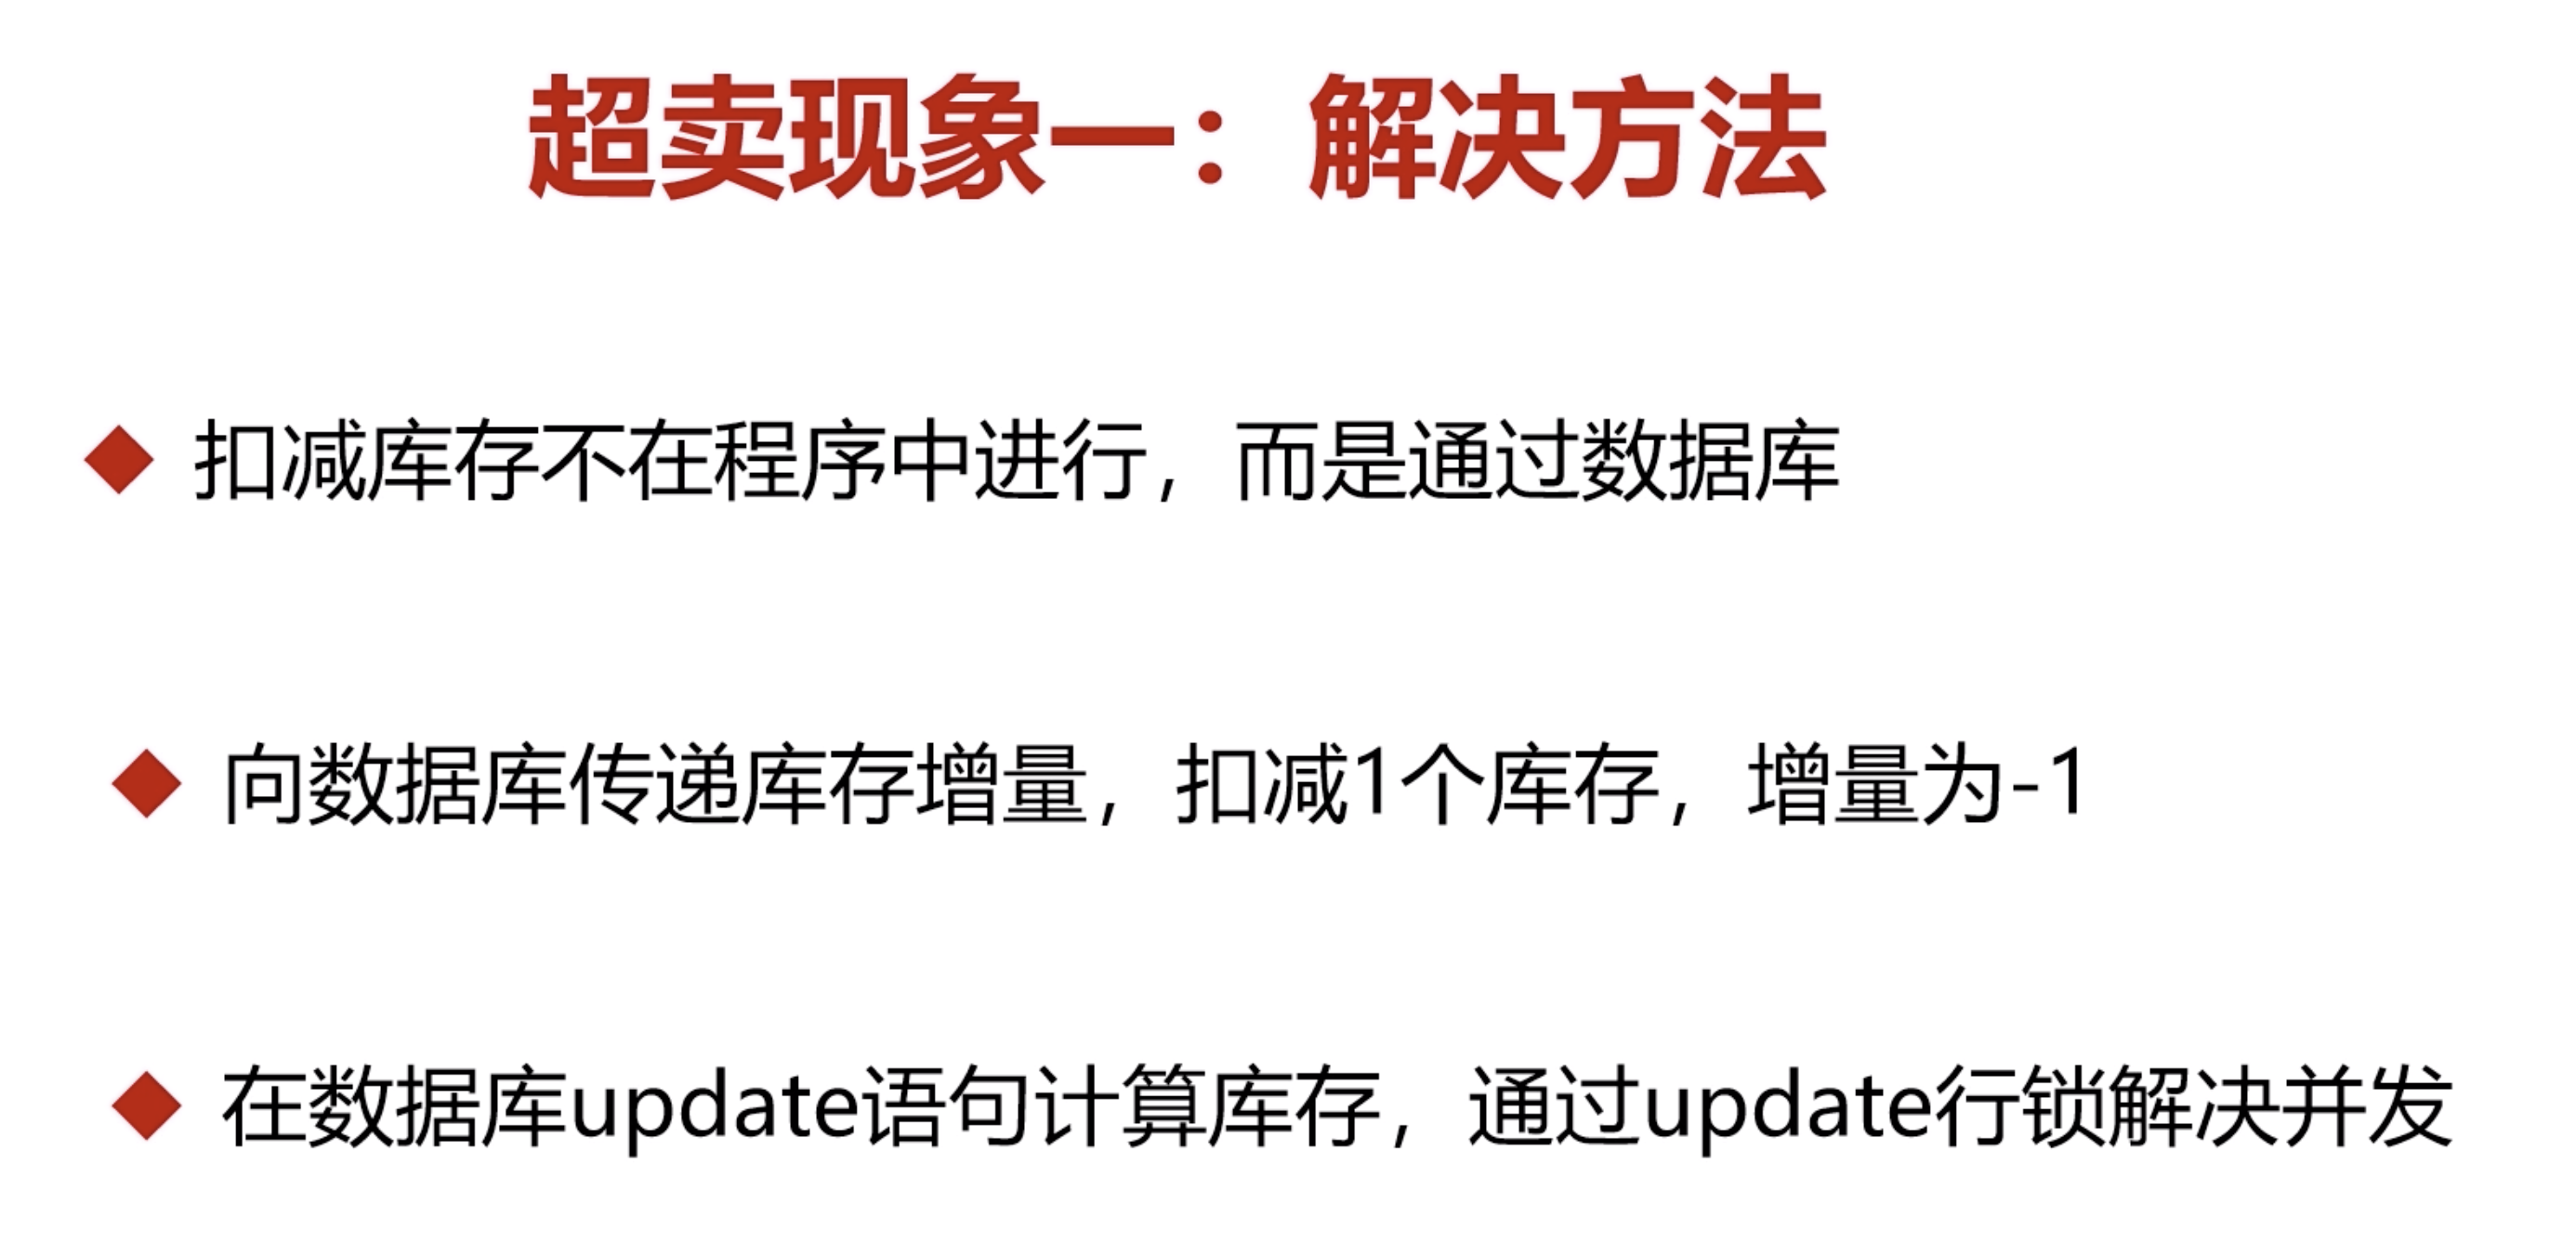 超卖现象一：解决方法
扣减库存不在程序中进行，而是通过数据库
向数据库传递库存增量，扣减1个库存，增量为-1
在数据库update语句计算库存，通过update行锁解决并发